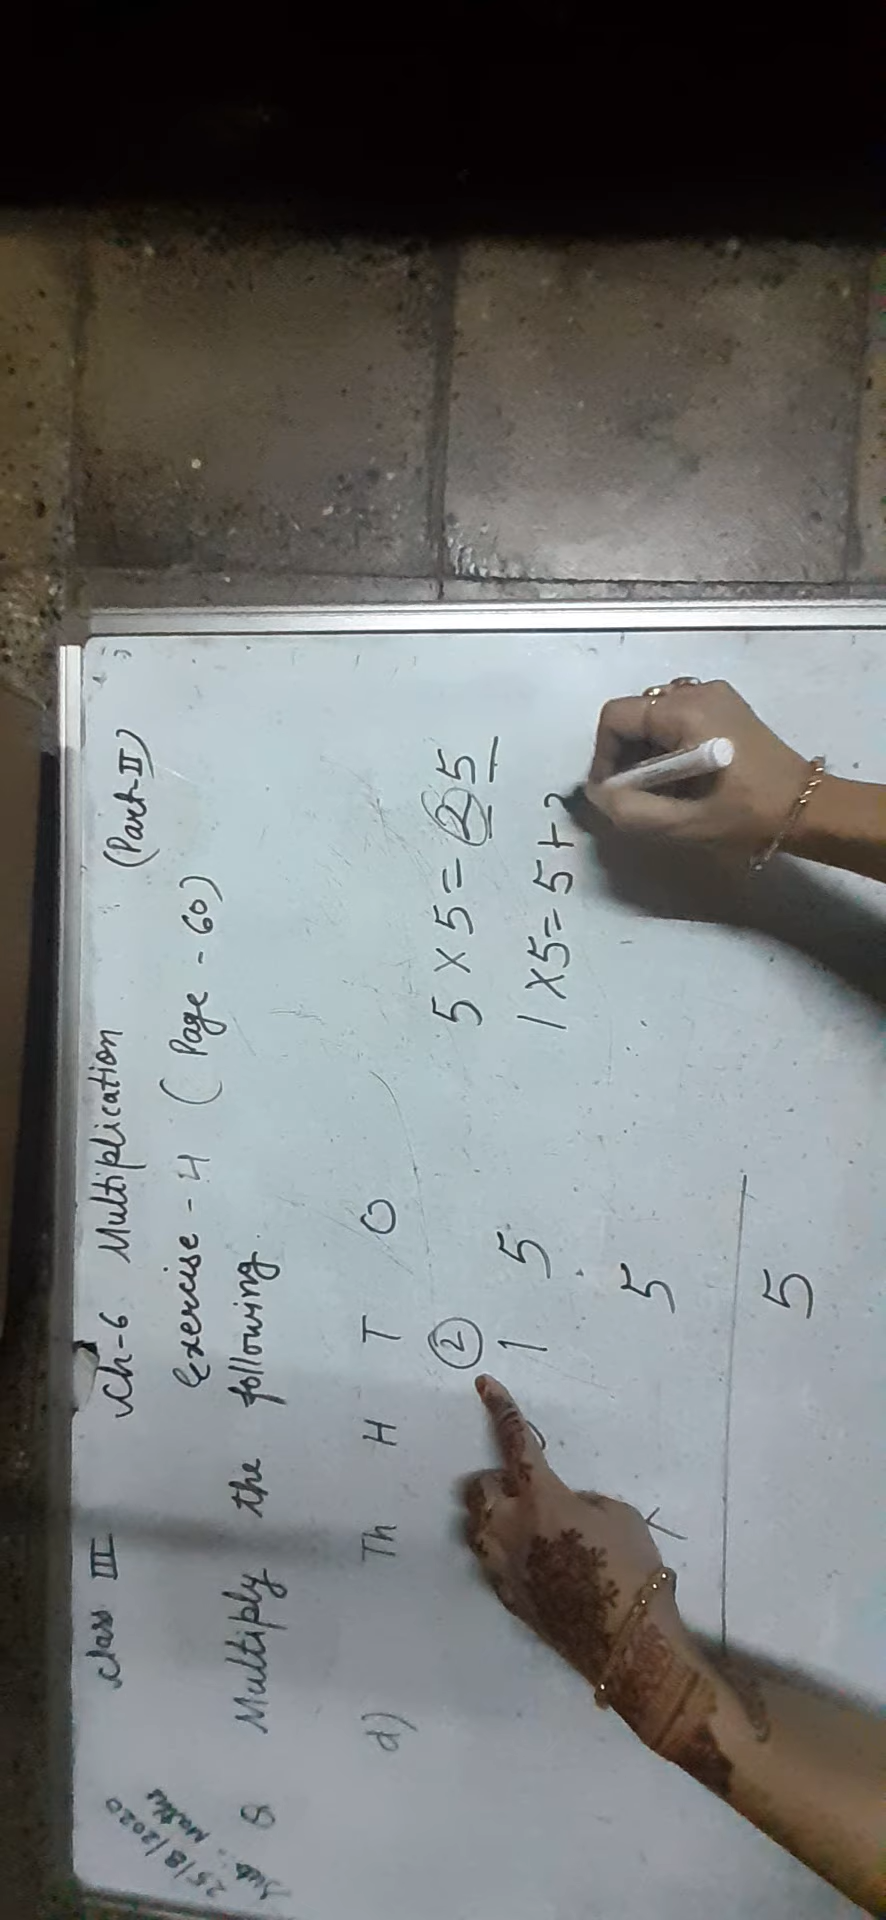 25/8/2020
Sub:- Maths
class III Ch-6 Multiplication (Part-II)
Exercise - 4 ( Page - 60)
B Multiply the following.
d) Th H T O
② 5 × 5 = 25
1 5 1 × 5 = 5 +
× 5
5